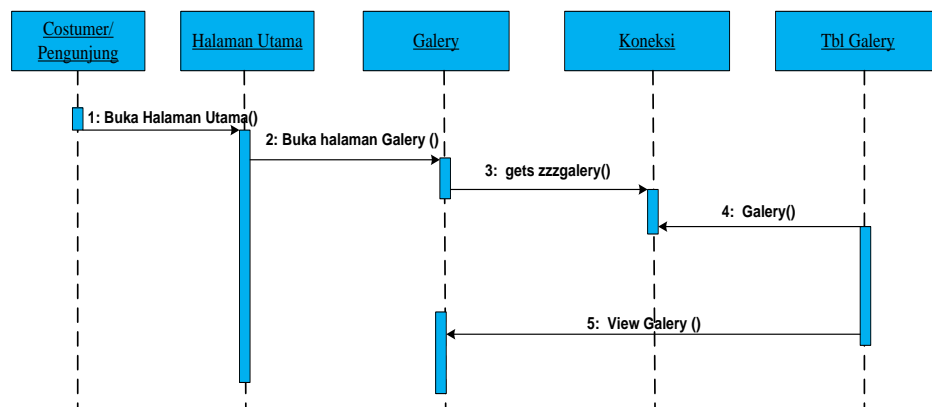 Costumer/
Pengunjung
Halaman Utama
Galery
Koneksi
Tbl Galery
1: Buka Halaman Utama()
2: Buka halaman Galery ()
3:  gets zzzgalery()
4:  Galery()
5:  View Galery ()